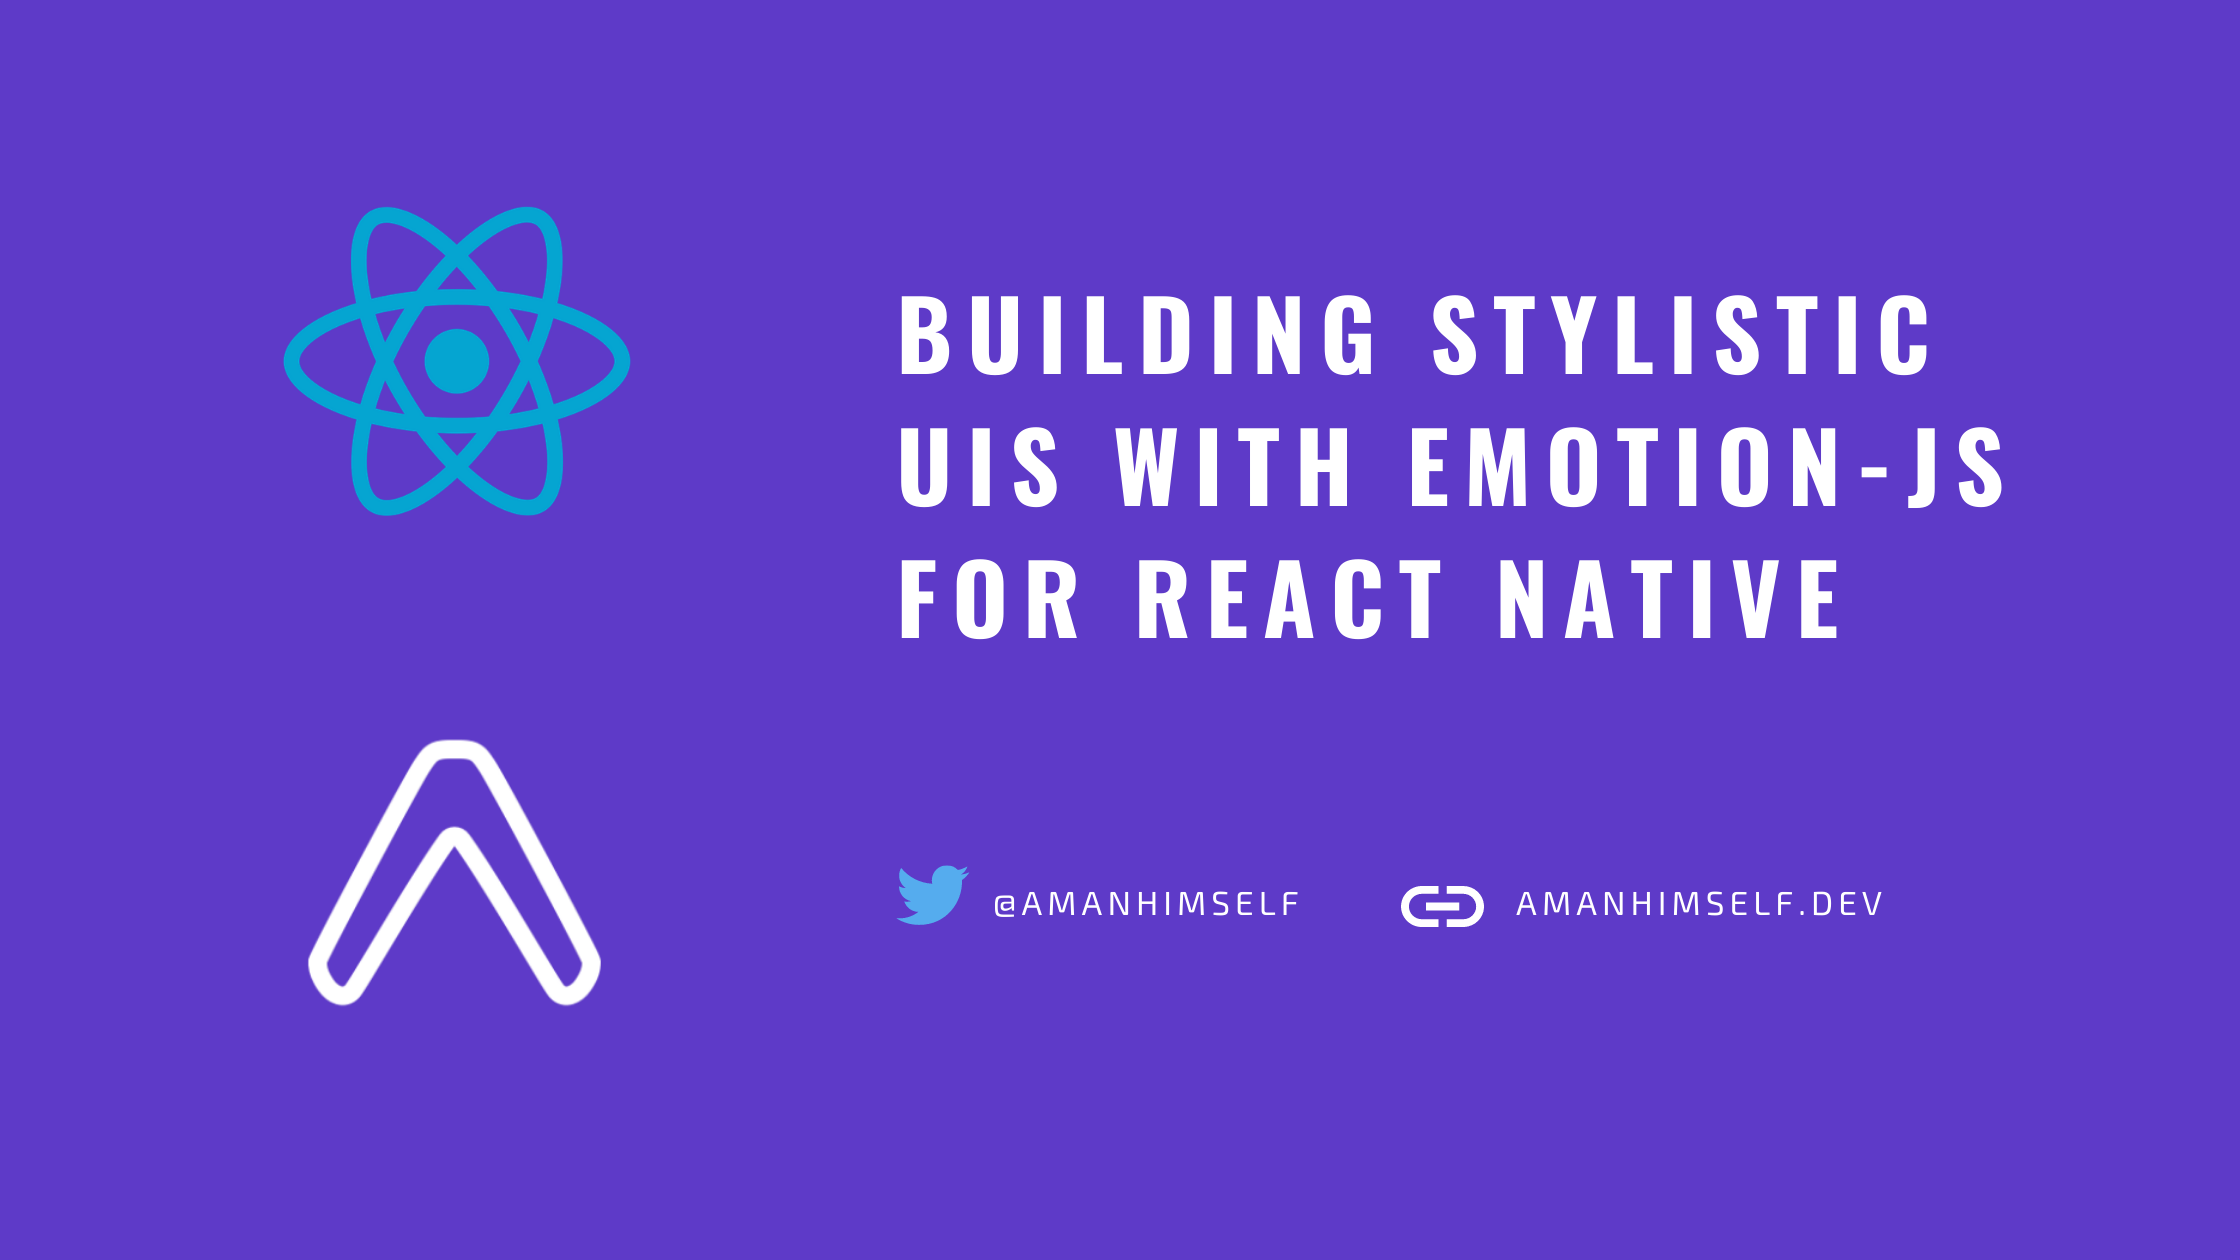 BUILDING STYLISTIC
UIS WITH EMOTION-JS
FOR REACT NATIVE
@AMANHIMSELF
AMANHIMSELF.DEV